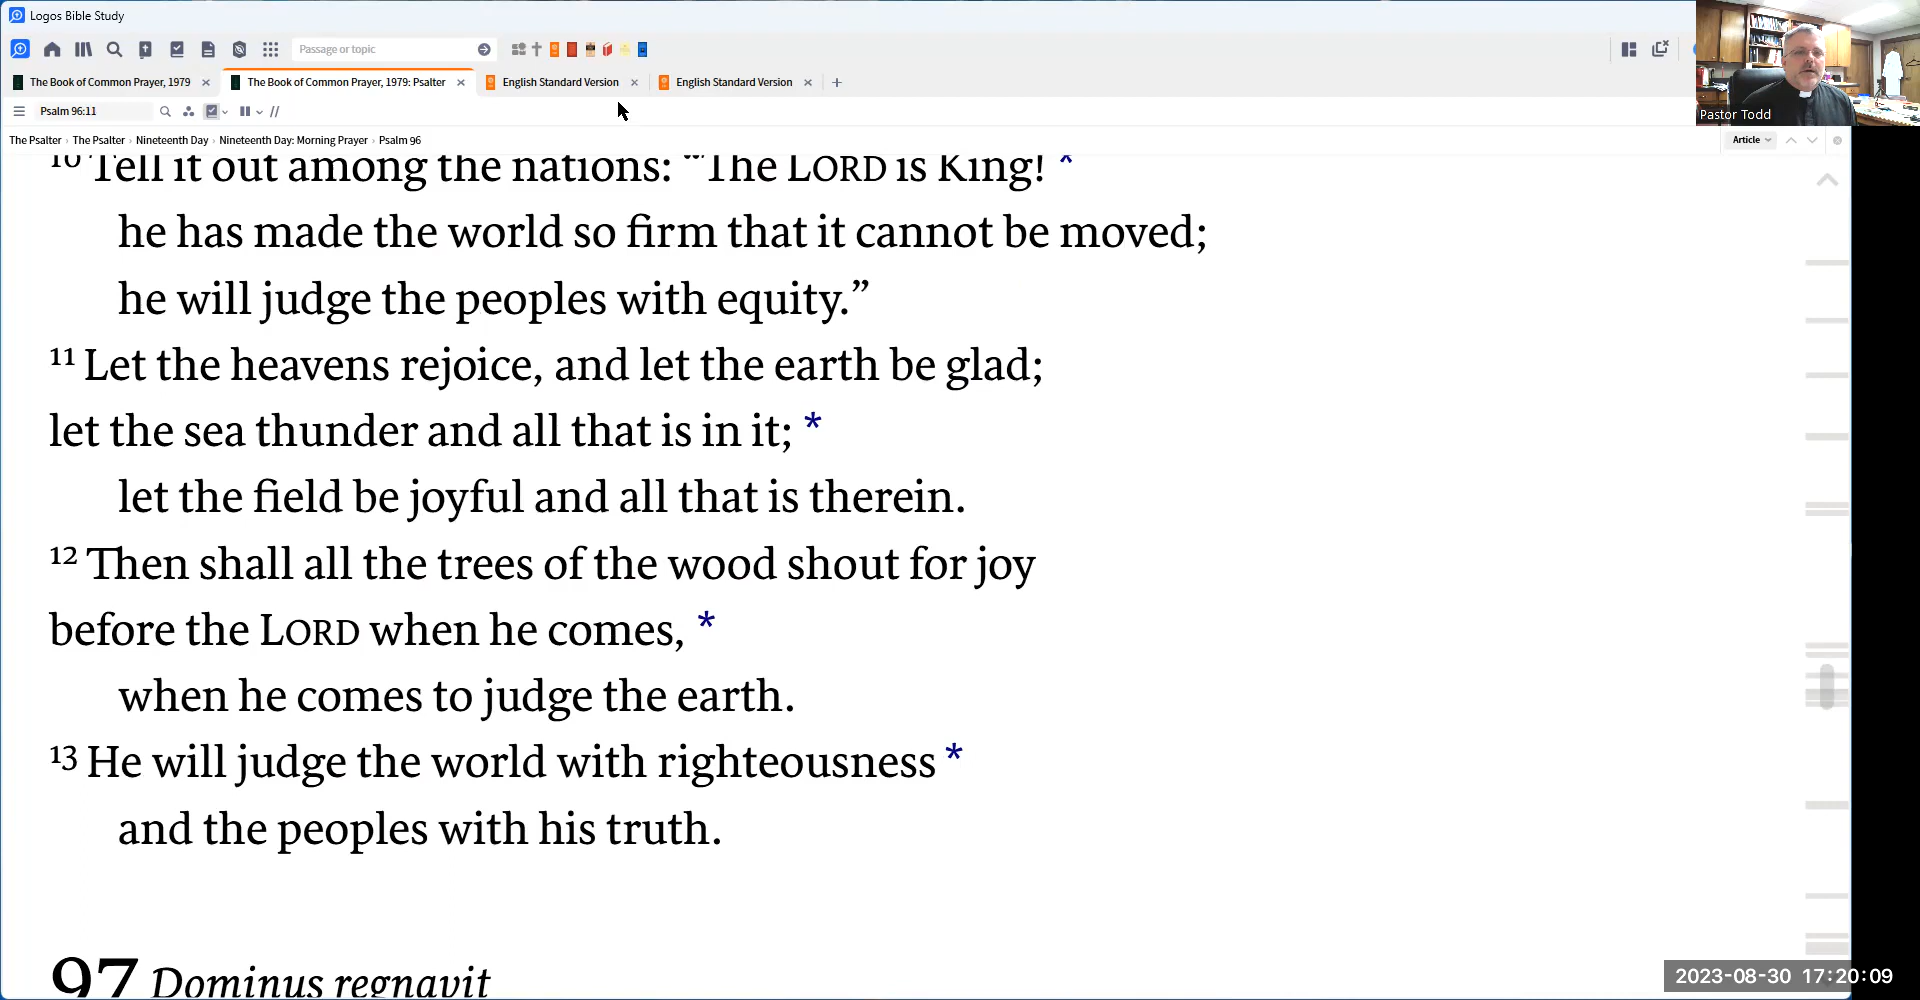 Logos Bible Study
Passage or topic
The Book of Common Prayer, 1979
The Book of Common Prayer, 1979: Psalter
English Standard Version
English Standard Version
Psalm 96:11
The Psalter › The Psalter › Nineteenth Day › Nineteenth Day: Morning Prayer › Psalm 96
Article
Pastor Todd
10 Tell it out among the nations: “The LORD is King! *
he has made the world so firm that it cannot be moved;
he will judge the peoples with equity.”
11 Let the heavens rejoice, and let the earth be glad;
let the sea thunder and all that is in it; *
let the field be joyful and all that is therein.
12 Then shall all the trees of the wood shout for joy
before the LORD when he comes, *
when he comes to judge the earth.
13 He will judge the world with righteousness *
and the peoples with his truth.
97 Dominus regnavit
2023-08-30 17:20:09